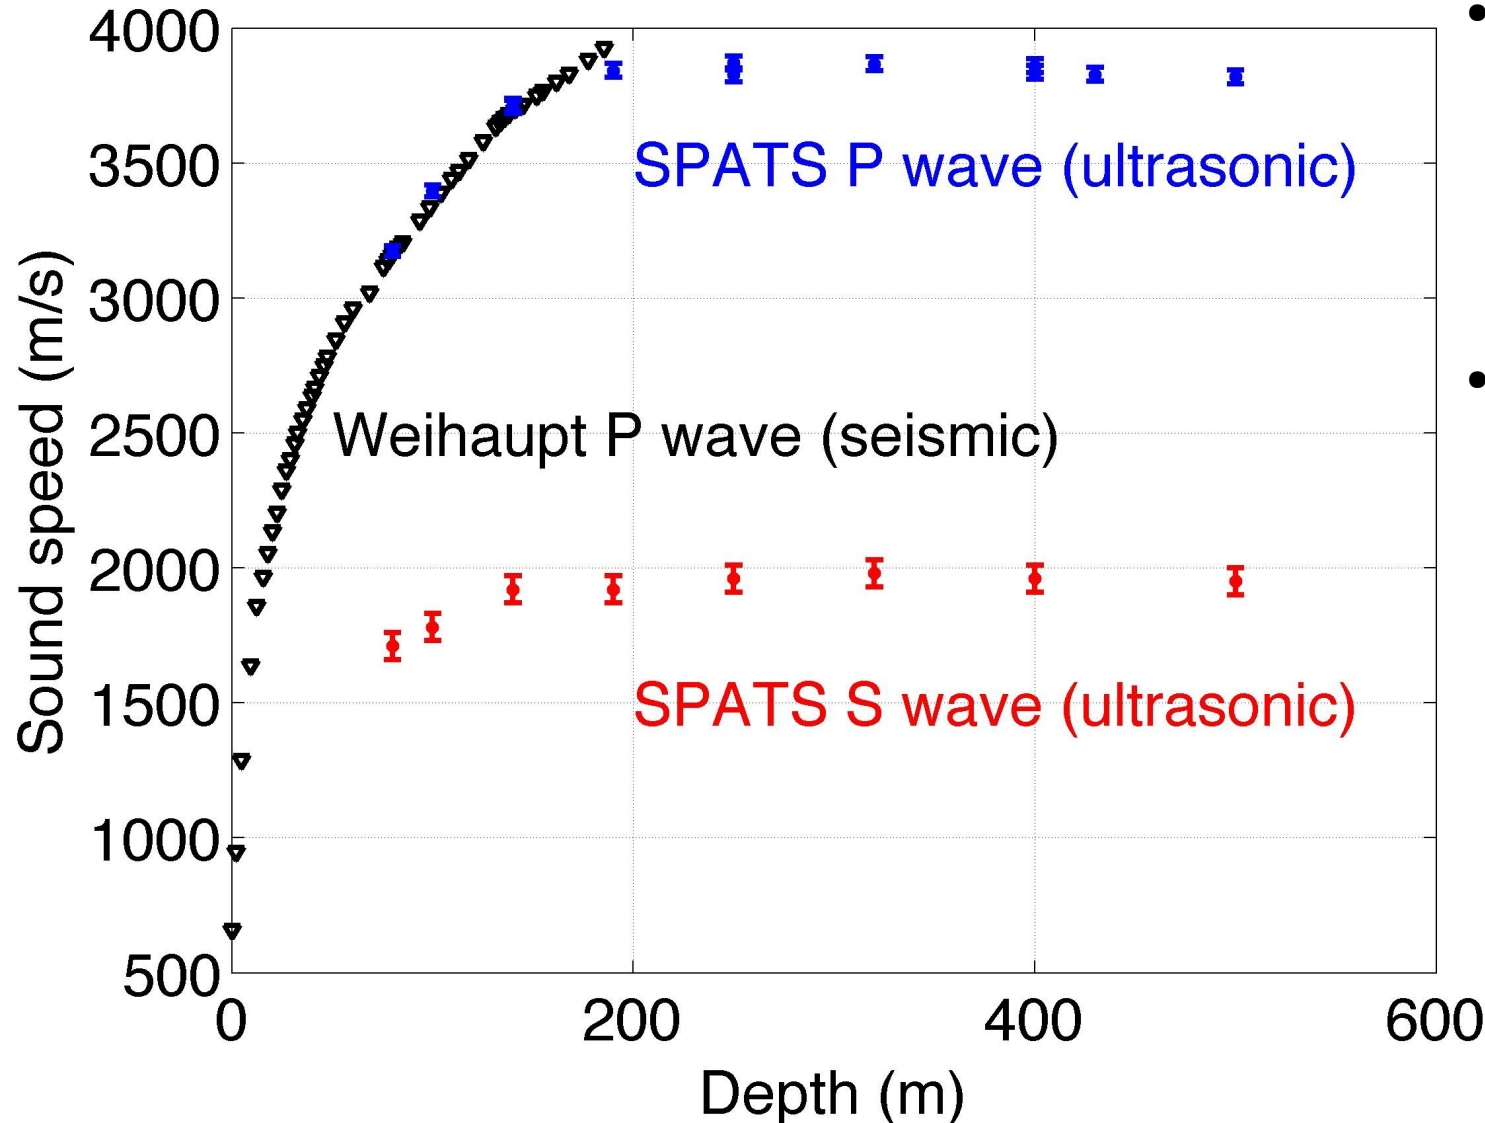 4000
3500
3000
2500
2000
1500
1000
500
0
200
400
600
Sound speed (m/s)
Depth (m)
SPATS P wave (ultrasonic)
Weihaupt P wave (seismic)
SPATS S wave (ultrasonic)
•
•